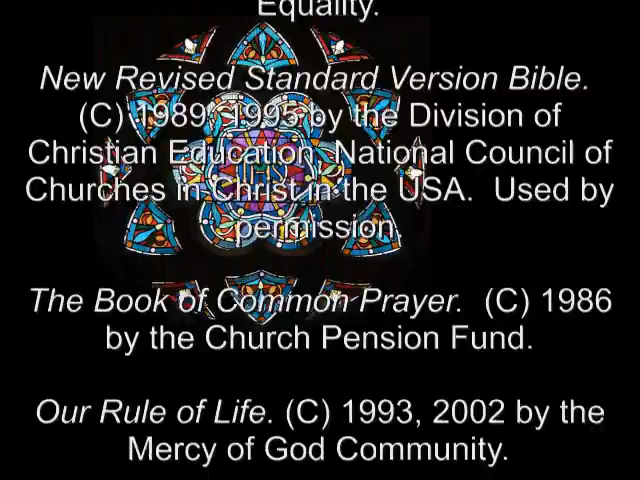 Equality.
New Revised Standard Version Bible.
(C) 1989, 1995 by the Division of
Christian Education, National Council of
Churches in Christ in the USA.  Used by
permission.
The Book of Common Prayer.  (C) 1986
by the Church Pension Fund.
Our Rule of Life. (C) 1993, 2002 by the
Mercy of God Community.